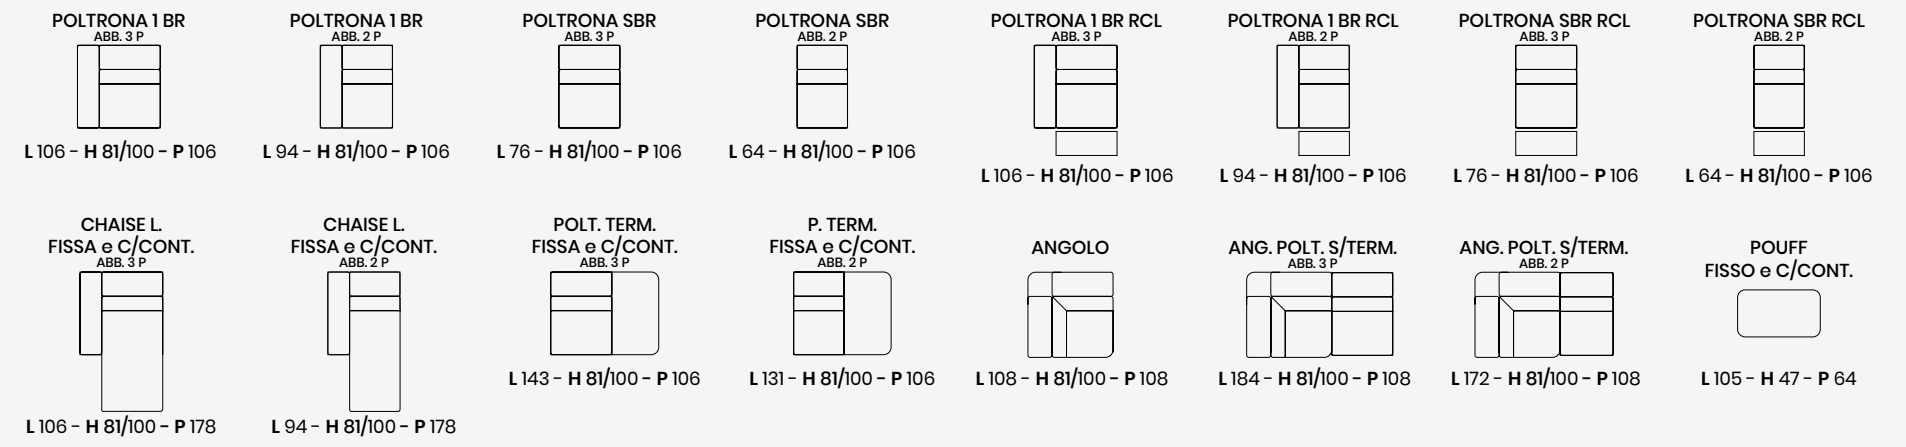 POLTRONA 1 BR
ABB. 3 P
L 106 - H 81/100 - P 106
POLTRONA 1 BR
ABB. 2 P
L 94 - H 81/100 - P 106
POLTRONA SBR
ABB. 3 P
L 76 - H 81/100 - P 106
POLTRONA SBR
ABB. 2 P
L 64 - H 81/100 - P 106
POLTRONA 1 BR RCL
ABB. 3 P
L 106 - H 81/100 - P 106
POLTRONA 1 BR RCL
ABB. 2 P
L 94 - H 81/100 - P 106
POLTRONA SBR RCL
ABB. 3 P
L 76 - H 81/100 - P 106
POLTRONA SBR RCL
ABB. 2 P
L 64 - H 81/100 - P 106
CHAISE L.
FISSA e C/CONT.
ABB. 3 P
L 106 - H 81/100 - P 178
CHAISE L.
FISSA e C/CONT.
ABB. 2 P
L 94 - H 81/100 - P 178
POLT. TERM.
FISSA e C/CONT.
ABB. 3 P
L 143 - H 81/100 - P 106
P. TERM.
FISSA e C/CONT.
ABB. 2 P
L 131 - H 81/100 - P 106
ANGOLO
L 108 - H 81/100 - P 108
ANG. POLT. S/TERM.
ABB. 3 P
L 184 - H 81/100 - P 108
ANG. POLT. S/TERM.
ABB. 2 P
L 172 - H 81/100 - P 108
POUFF
FISSO e C/CONT.
L 105 - H 47 - P 64